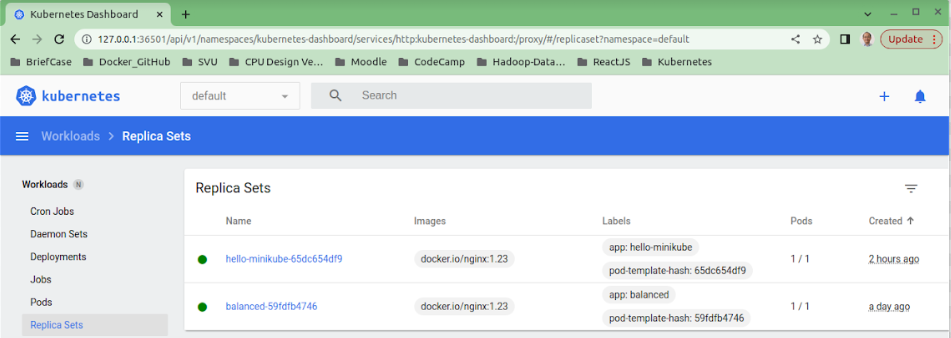 Kubernetes Dashboard
127.0.0.1:36501/api/v1/namespaces/kubernetes-dashboard/services/http:kubernetes-dashboard:/proxy/#/replicaset?namespace=default
Update
BriefCase Docker_GitHub SVU CPU Design Ve... Moodle CodeCamp Hadoop-Data... ReactJS Kubernetes
kubernetes default Search
Workloads Replica Sets
Workloads N
Cron Jobs
Daemon Sets
Deployments
Jobs
Pods
Replica Sets
Replica Sets
Name Images Labels Pods Created
hello-minikube-65dc654df9 docker.io/nginx:1.23 app: hello-minikube 1 / 1 2 hours ago
pod-template-hash: 65dc654df9
balanced-59fdfb4746 docker.io/nginx:1.23 app: balanced 1 / 1 a day ago
pod-template-hash: 59fdfb4746